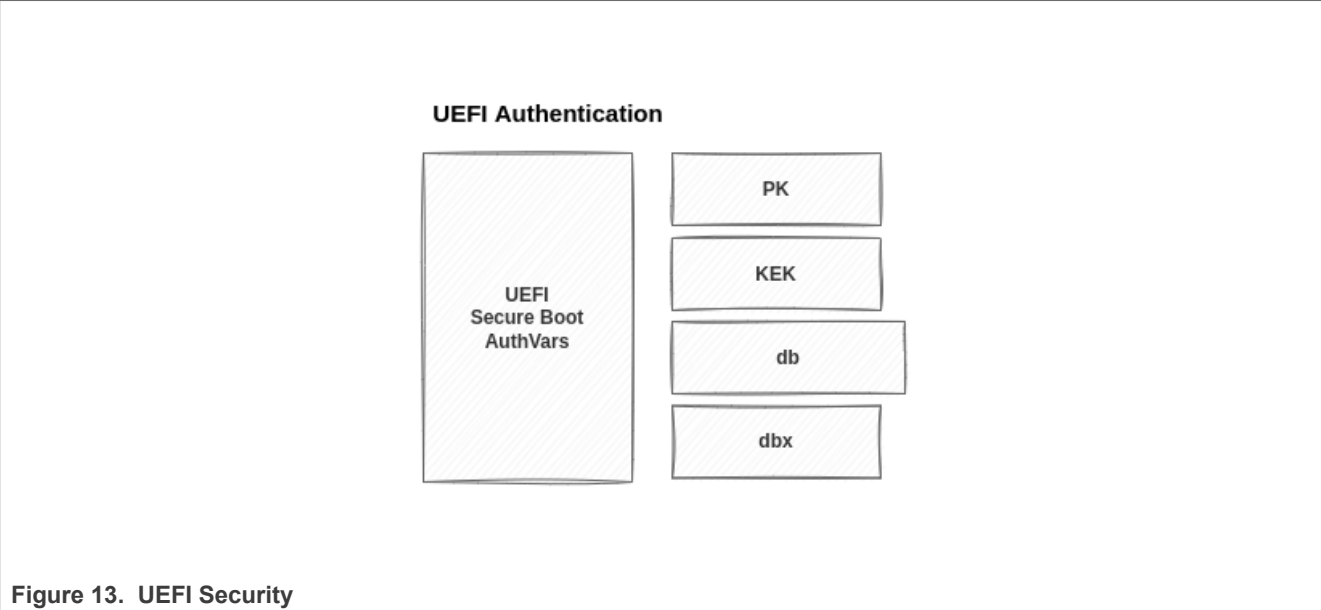 UEFI Authentication
UEFI
Secure Boot
AuthVars
PK
KEK
db
dbx
Figure 13. UEFI Security